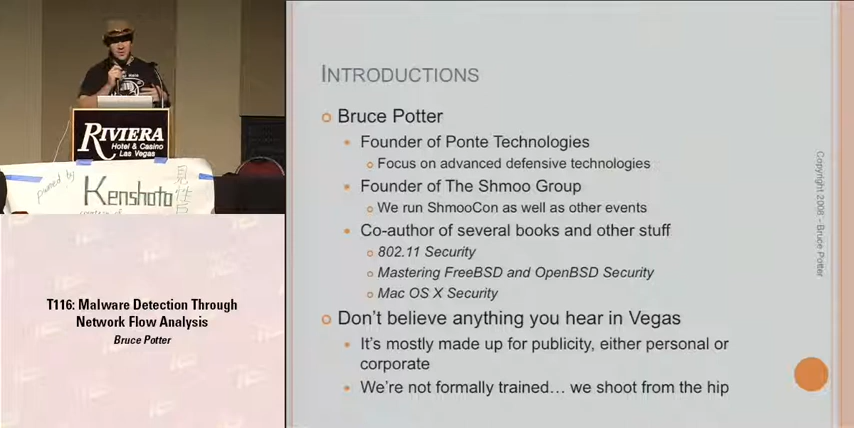 RIVIERA
Hotel & Casino
Las Vegas
powned by
Kenshoto
T116: Malware Detection Through
Network Flow Analysis
Bruce Potter
INTRODUCTIONS
Bruce Potter
Founder of Ponte Technologies
Focus on advanced defensive technologies
Founder of The Shmoo Group
We run ShmooCon as well as other events
Co-author of several books and other stuff
802.11 Security
Mastering FreeBSD and OpenBSD Security
Mac OS X Security
Don't believe anything you hear in Vegas
It's mostly made up for publicity, either personal or
corporate
We're not formally trained… we shoot from the hip
Copyright 2008 - Bruce Potter